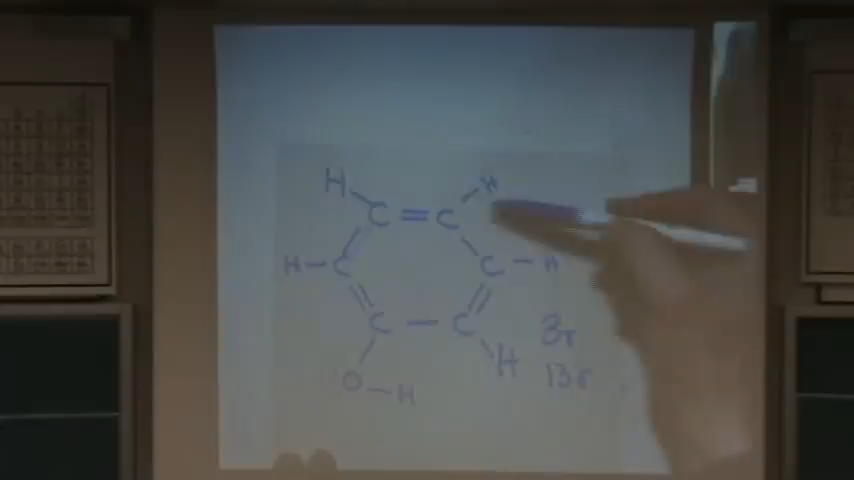 H H
C = C
H - C C - H
C - C
3π
H
13σ
O - H